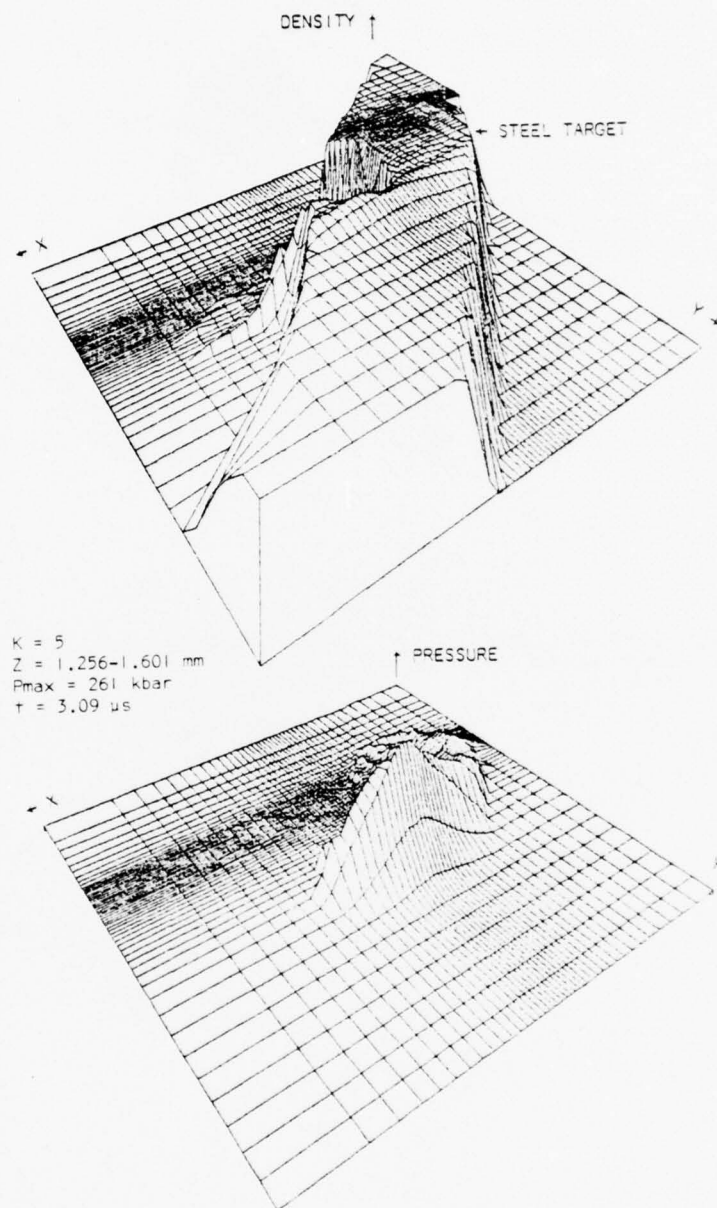 DENSITY
STEEL TARGET
X
Y
K = 5
Z = 1.256-1.601 mm
Pmax = 261 kbar
t = 3.09 µs
PRESSURE
X